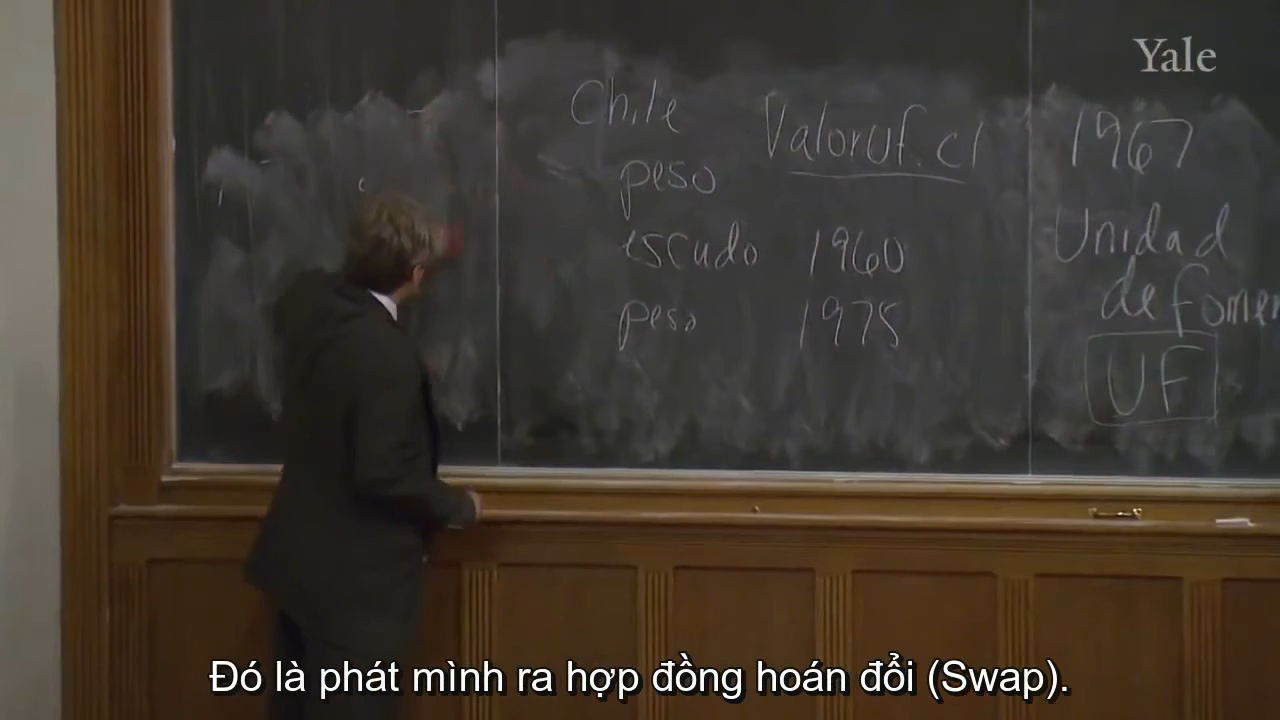 Yale
Chile
peso
Valoruf.cl
1967
escudo 1960
peso 1975
Unidad
de fomen
UF
Đó là phát mình ra hợp đồng hoán đổi (Swap).